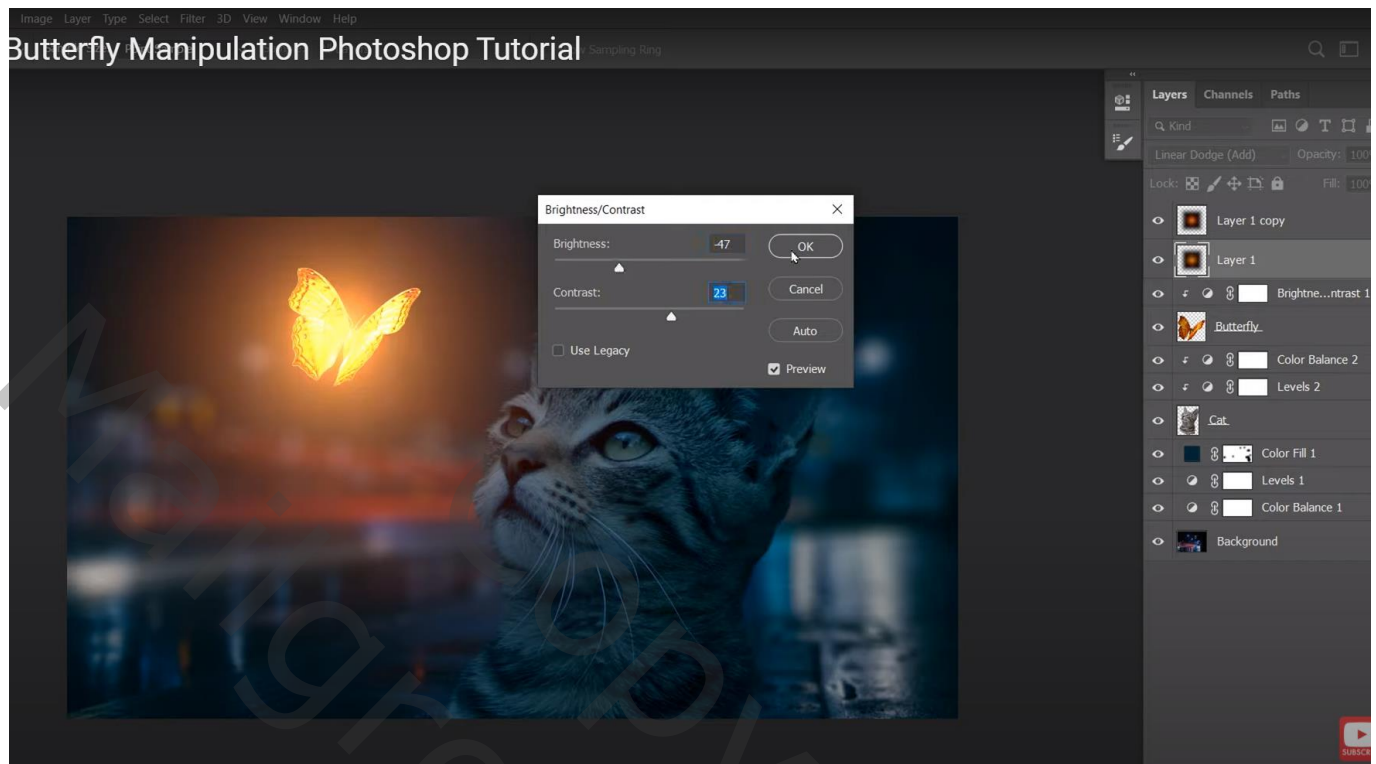 Image Layer Type Select Filter 3D View Window Help
Butterfly Manipulation Photoshop Tutorial
Sampling Ring
Layers Channels Paths
Kind
Linear Dodge (Add) Opacity: 100%
Lock: Fill: 100%
Brightness/Contrast
Brightness: -47
OK
Contrast: 23
Cancel
Auto
Use Legacy
Preview
Layer 1 copy
Layer 1
Brightne...ntrast 1
Butterfly
Color Balance 2
Levels 2
Cat
Color Fill 1
Levels 1
Color Balance 1
Background
SUBSCR